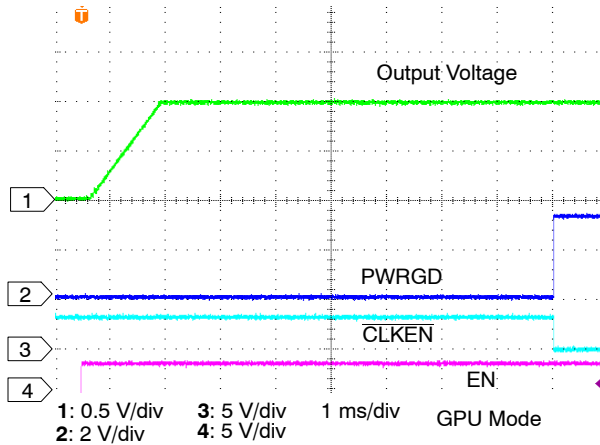 T
Output Voltage
1
PWRGD
2
CLKEN
3
EN
4
1: 0.5 V/div 3: 5 V/div 1 ms/div
2: 2 V/div 4: 5 V/div
GPU Mode